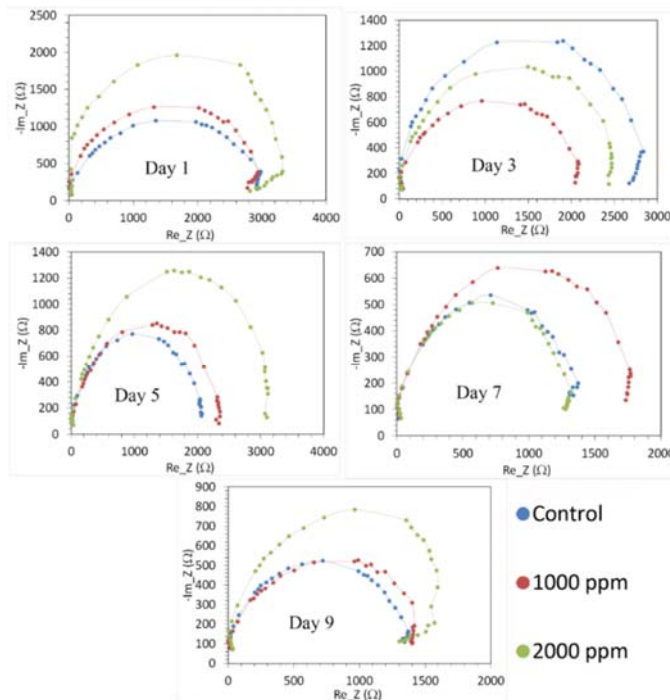 2500
2000
1500
1000
500
0
-Im_Z (Ω)
Day 1
0 1000 2000 3000 4000
Re_Z (Ω)
1400
1200
1000
800
600
400
200
0
-Im_Z (Ω)
Day 3
0 500 1000 1500 2000 2500 3000
Re_Z (Ω)
1400
1200
1000
800
600
400
200
0
-Im_Z (Ω)
Day 5
0 1000 2000 3000 4000
Re_Z (Ω)
700
600
500
400
300
200
100
0
-Im_Z (Ω)
Day 7
0 500 1000 1500 2000
Re_Z (Ω)
900
800
700
600
500
400
300
200
100
0
-Im_Z (Ω)
Day 9
0 500 1000 1500 2000
Re_Z (Ω)
Control
1000 ppm
2000 ppm